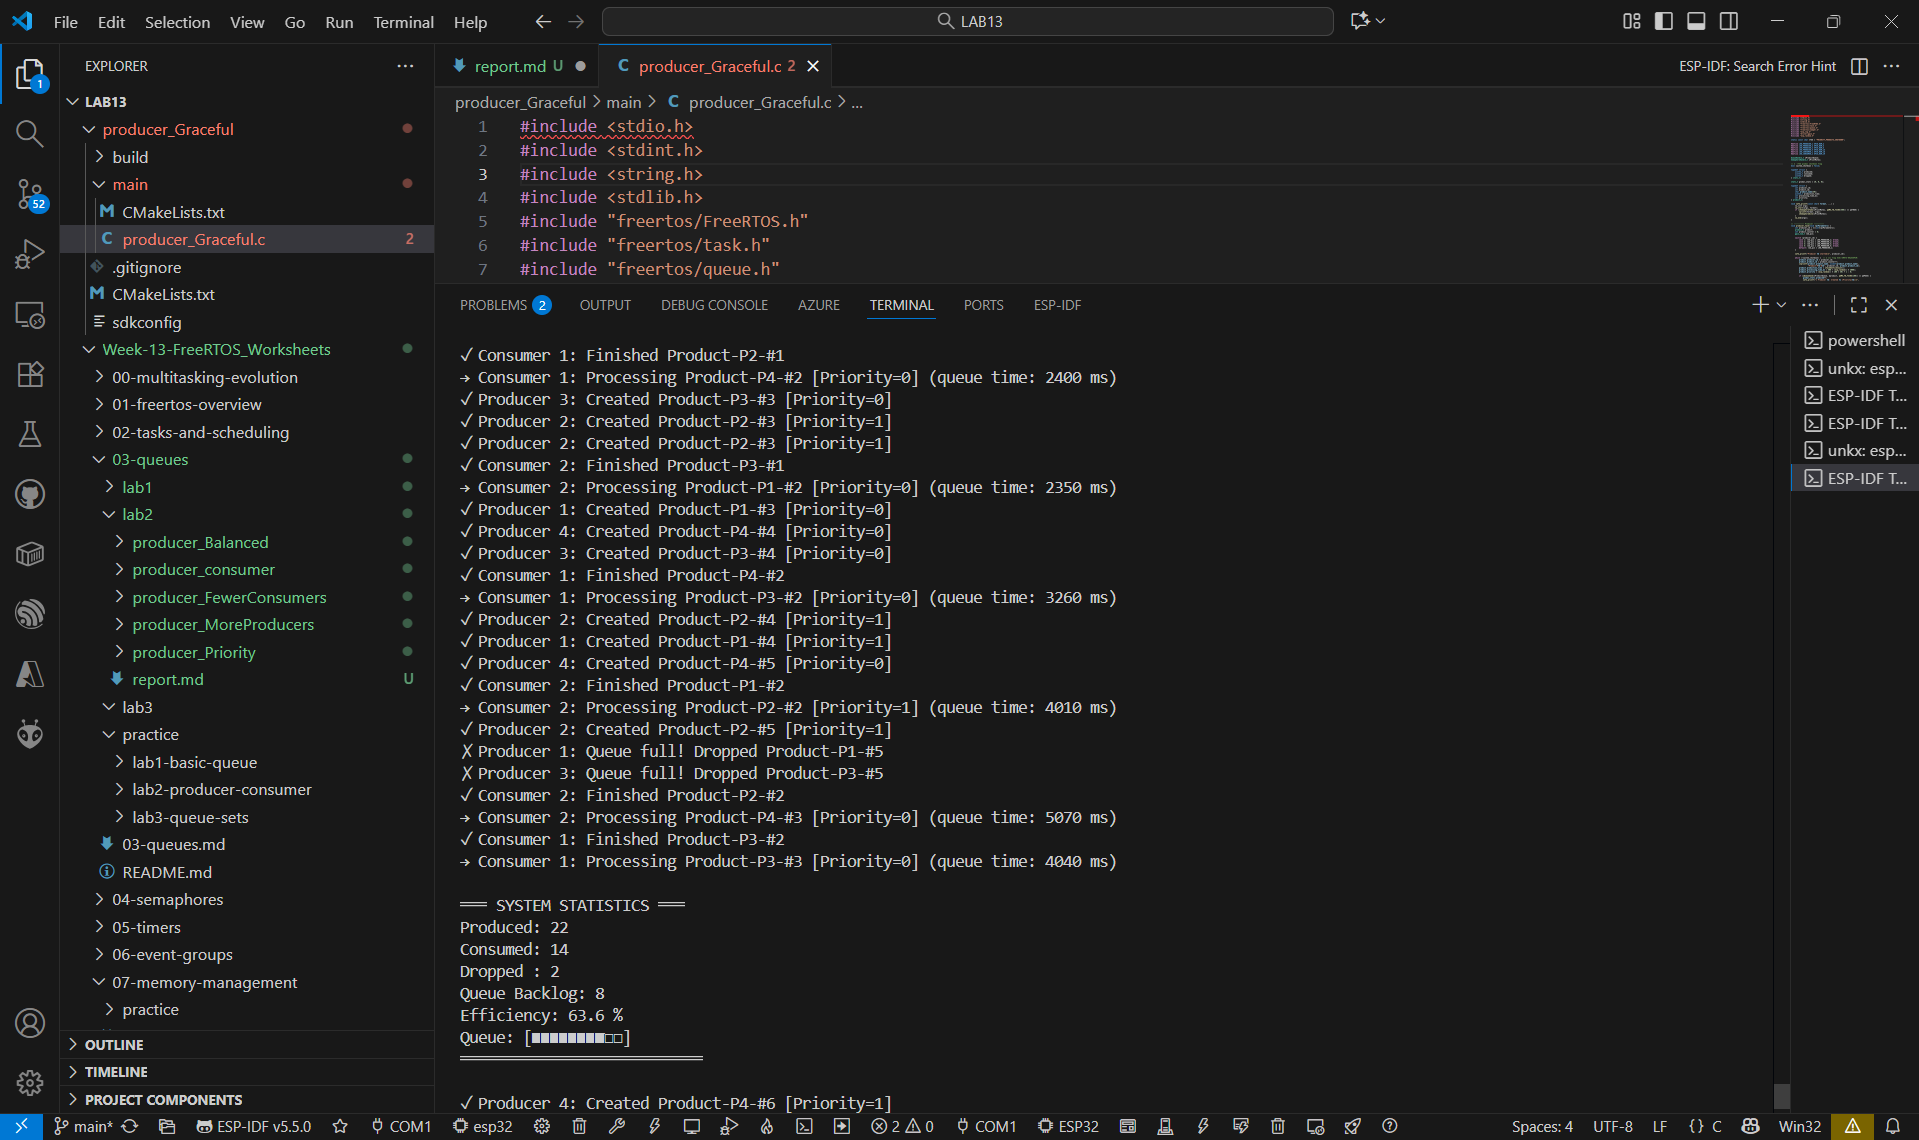 File Edit Selection View Go Run Terminal Help
LAB13
EXPLORER
LAB13
producer_Graceful
build
main
CMakeLists.txt
producer_Graceful.c 2
.gitignore
CMakeLists.txt
sdkconfig
Week-13-FreeRTOS_Worksheets
00-multitasking-evolution
01-freertos-overview
02-tasks-and-scheduling
03-queues
lab1
lab2
producer_Balanced
producer_consumer
producer_FewerConsumers
producer_MoreProducers
producer_Priority
report.md U
lab3
practice
lab1-basic-queue
lab2-producer-consumer
lab3-queue-sets
03-queues.md
README.md
04-semaphores
05-timers
06-event-groups
07-memory-management
practice
OUTLINE
TIMELINE
PROJECT COMPONENTS
1
52
report.md U
producer_Graceful.c 2
ESP-IDF: Search Error Hint
producer_Graceful > main > C producer_Graceful.c > ...
1 #include <stdio.h>
2 #include <stdint.h>
3 #include <string.h>
4 #include <stdlib.h>
5 #include "freertos/FreeRTOS.h"
6 #include "freertos/task.h"
7 #include "freertos/queue.h"
PROBLEMS 2 OUTPUT DEBUG CONSOLE AZURE TERMINAL PORTS ESP-IDF
✓ Consumer 1: Finished Product-P2-#1
→ Consumer 1: Processing Product-P4-#2 [Priority=0] (queue time: 2400 ms)
✓ Producer 3: Created Product-P3-#3 [Priority=0]
✓ Producer 2: Created Product-P2-#3 [Priority=1]
✓ Producer 2: Created Product-P2-#3 [Priority=1]
✓ Consumer 2: Finished Product-P3-#1
→ Consumer 2: Processing Product-P1-#2 [Priority=0] (queue time: 2350 ms)
✓ Producer 1: Created Product-P1-#3 [Priority=0]
✓ Producer 4: Created Product-P4-#4 [Priority=0]
✓ Producer 3: Created Product-P3-#4 [Priority=0]
✓ Consumer 1: Finished Product-P4-#2
→ Consumer 1: Processing Product-P3-#2 [Priority=0] (queue time: 3260 ms)
✓ Producer 2: Created Product-P2-#4 [Priority=1]
✓ Producer 1: Created Product-P1-#4 [Priority=1]
✓ Producer 4: Created Product-P4-#5 [Priority=0]
✓ Consumer 2: Finished Product-P1-#2
→ Consumer 2: Processing Product-P2-#2 [Priority=1] (queue time: 4010 ms)
✓ Producer 2: Created Product-P2-#5 [Priority=1]
✗ Producer 1: Queue full! Dropped Product-P1-#5
✗ Producer 3: Queue full! Dropped Product-P3-#5
✓ Consumer 2: Finished Product-P2-#2
→ Consumer 2: Processing Product-P4-#3 [Priority=0] (queue time: 5070 ms)
✓ Consumer 1: Finished Product-P3-#2
→ Consumer 1: Processing Product-P3-#3 [Priority=0] (queue time: 4040 ms)
═══ SYSTEM STATISTICS ═══
Produced: 22
Consumed: 14
Dropped : 2
Queue Backlog: 8
Efficiency: 63.6 %
Queue: [■■■■■■■■□□]
═══════════════════════════
✓ Producer 4: Created Product-P4-#6 [Priority=1]
powershell
unkx: esp...
ESP-IDF T...
ESP-IDF T...
unkx: esp...
ESP-IDF T...
main* ESP-IDF v5.5.0 COM1 esp32 2 0 COM1 ESP32 Spaces: 4 UTF-8 LF {} C Win32